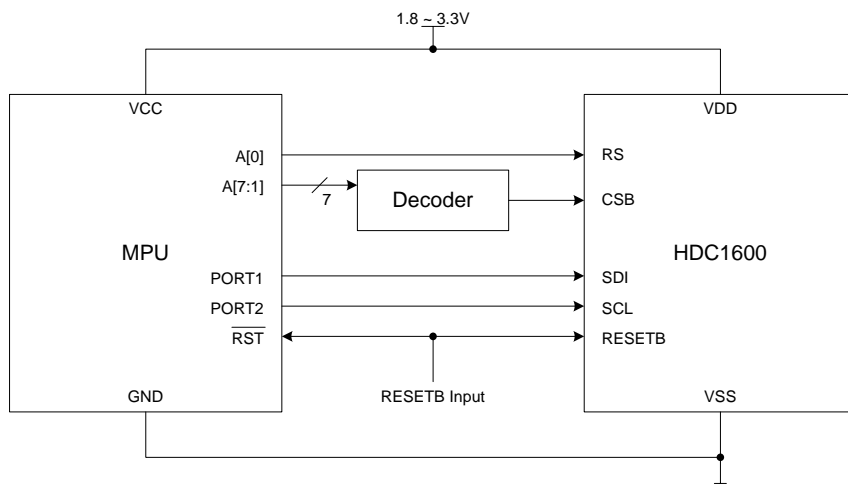 1.8 ~ 3.3V
VCC
VDD
A[0]
RS
A[7:1]
7
Decoder
CSB
MPU
HDC1600
PORT1
SDI
PORT2
SCL
RST
RESETB
GND
RESETB Input
VSS